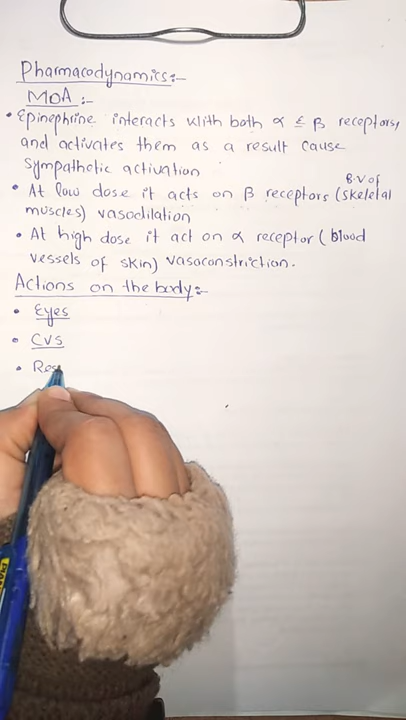 Pharmacodynamics:-
MOA:-
• Epinephrine interacts with both α & β receptors,
and activates them as a result cause
sympathetic activation
B.V of
• At low dose it acts on β receptors (skeletal
muscles) vasodilation
• At high dose it act on α receptor (blood
vessels of skin) vasoconstriction.
Actions on the body:-
• Eyes
• CVS
• Res